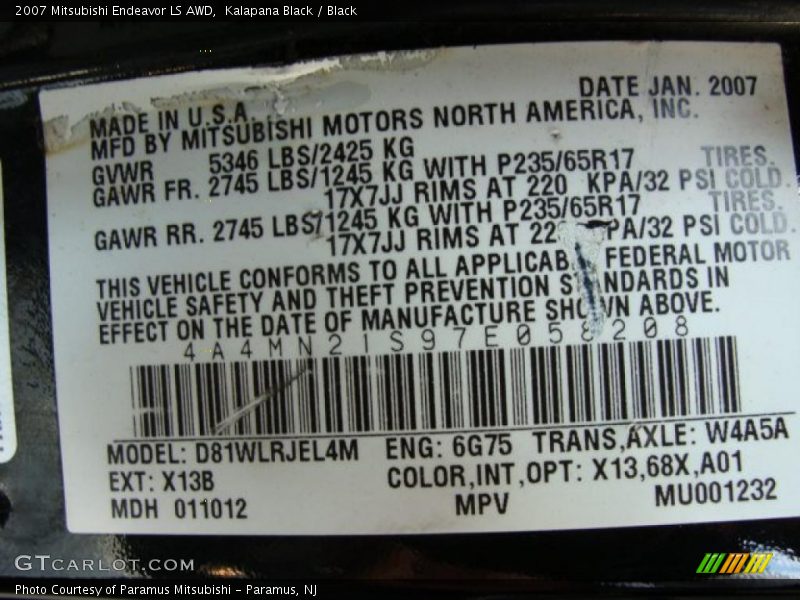 2007 Mitsubishi Endeavor LS AWD,  Kalapana Black / Black
DATE JAN. 2007
MADE IN U.S.A.
MFD BY MITSUBISHI MOTORS NORTH AMERICA, INC.
GVWR 5346 LBS/2425 KG
GAWR FR. 2745 LBS/1245 KG WITH P235/65R17 TIRES.
17X7JJ RIMS AT 220 KPA/32 PSI COLD.
GAWR RR. 2745 LBS/1245 KG WITH P235/65R17 TIRES.
17X7JJ RIMS AT 22 PA/32 PSI COLD.
THIS VEHICLE CONFORMS TO ALL APPLICAB FEDERAL MOTOR
VEHICLE SAFETY AND THEFT PREVENTION ST NDARDS IN
EFFECT ON THE DATE OF MANUFACTURE SHOWN ABOVE.
4A4MN21S97E058208
MODEL: D81WLRJEL4M ENG: 6G75 TRANS,AXLE: W4A5A
EXT: X13B COLOR,INT,OPT: X13,68X,A01
MDH 011012 MPV MU001232
GTCARLOT.COM
Photo Courtesy of Paramus Mitsubishi - Paramus, NJ